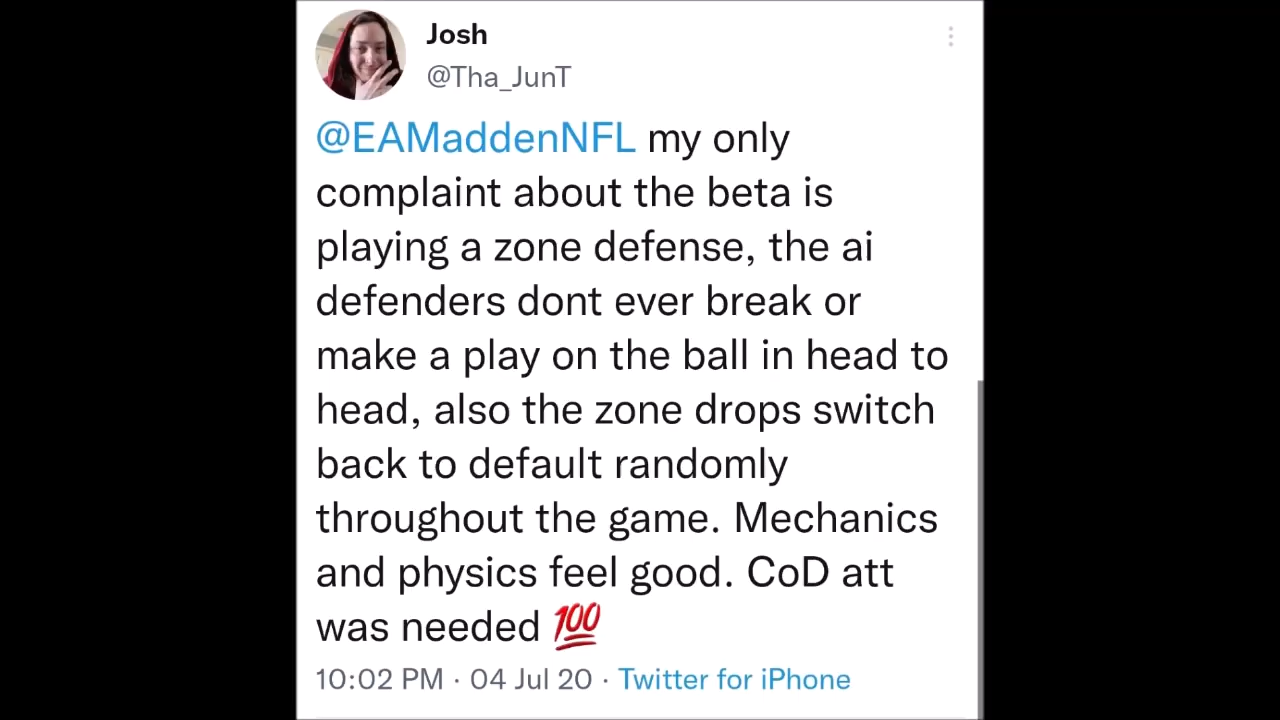 Josh
@Tha_JunT
@EAMaddenNFL my only
complaint about the beta is
playing a zone defense, the ai
defenders dont ever break or
make a play on the ball in head to
head, also the zone drops switch
back to default randomly
throughout the game. Mechanics
and physics feel good. CoD att
was needed 💯
10:02 PM · 04 Jul 20 · Twitter for iPhone